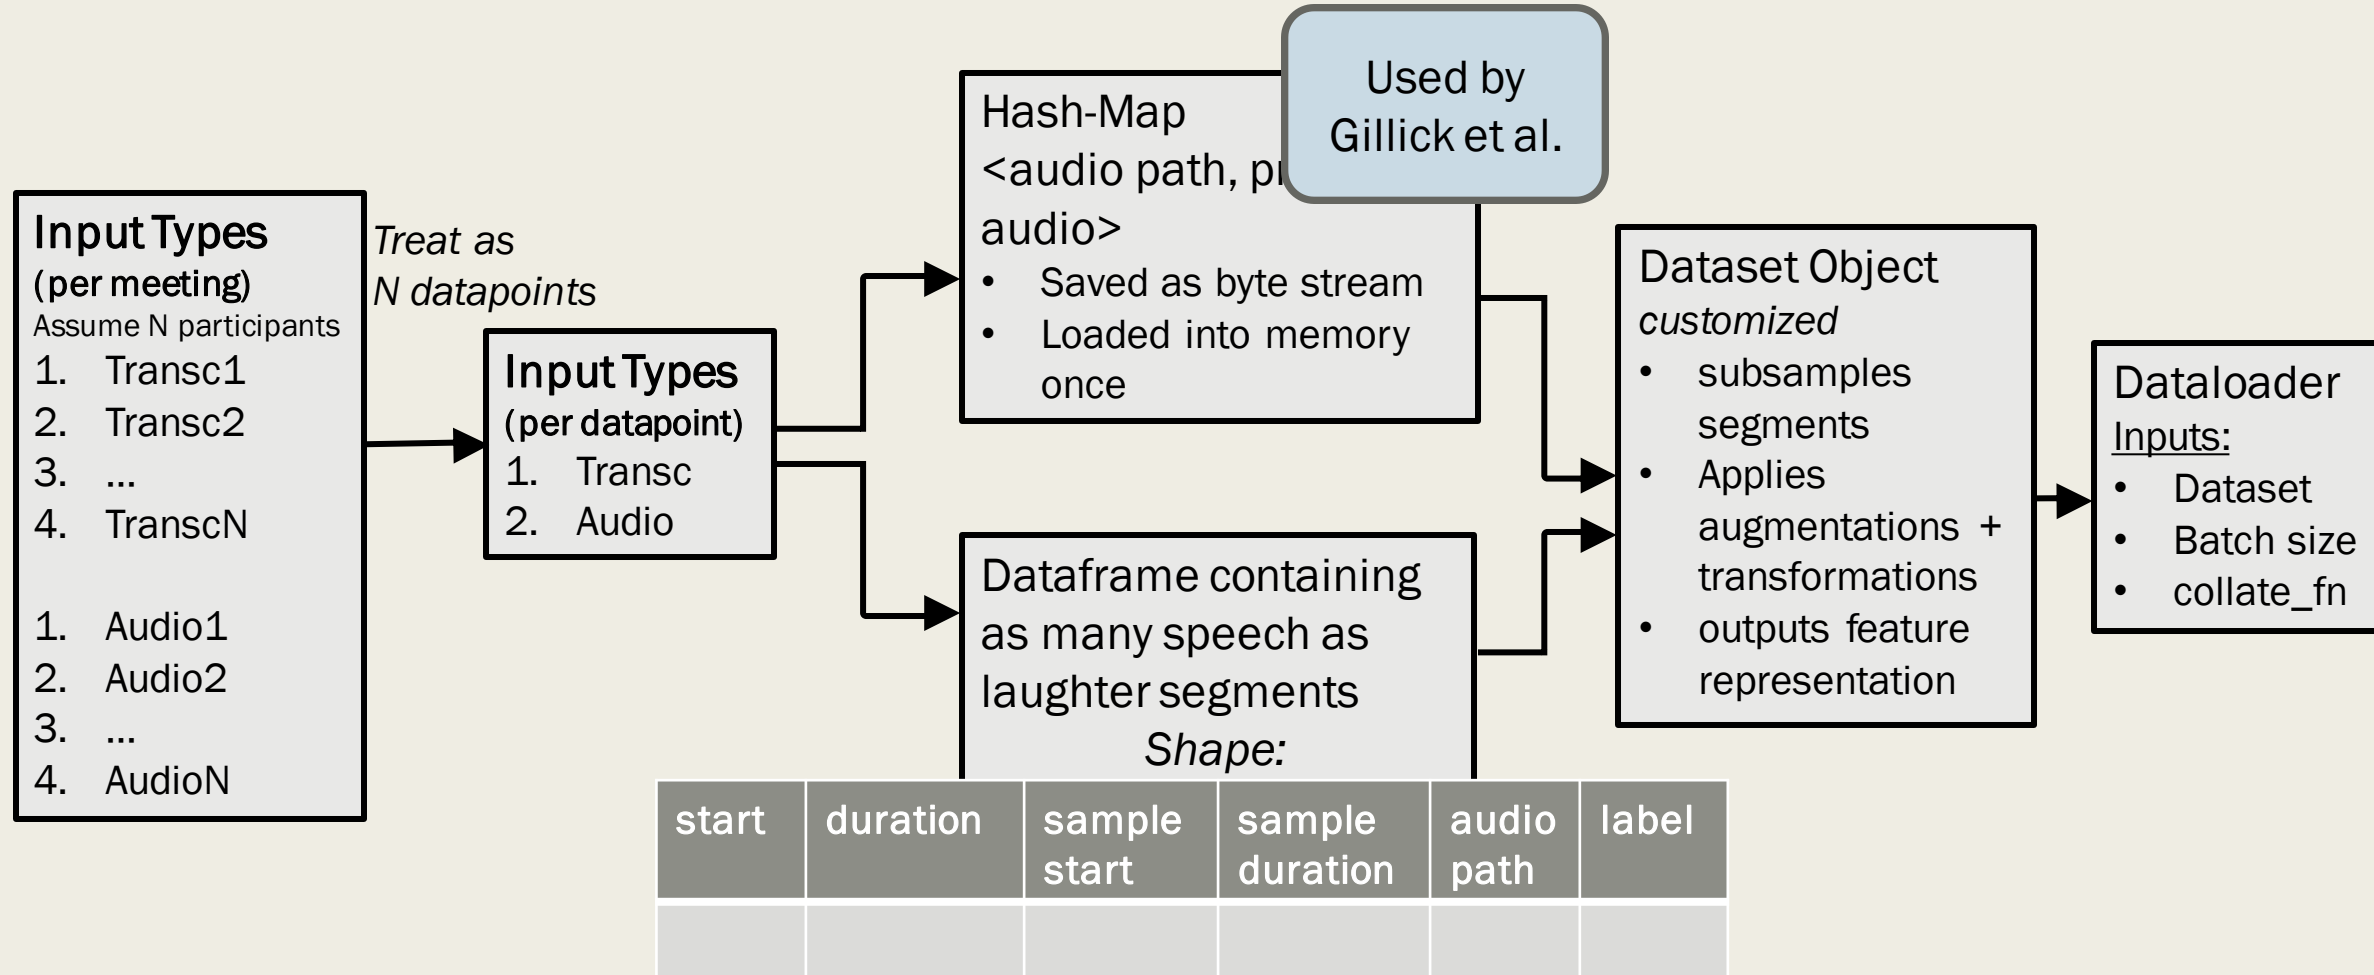 Input Types
(per meeting)
Assume N participants
1. Transc1
2. Transc2
3. ...
4. TranscN
1. Audio1
2. Audio2
3. ...
4. AudioN
Treat as
N datapoints
Input Types
(per datapoint)
1. Transc
2. Audio
Hash-Map
<audio path,
audio>
• Saved as byte stream
• Loaded into memory
once
Used by
Gillick et al.
Dataframe containing
as many speech as
laughter segments
Shape:
start duration sample start sample duration audio path label
Dataset Object
customized
• subsamples
segments
• Applies
augmentations +
transformations
• outputs feature
representation
Dataloader
Inputs:
• Dataset
• Batch size
• collate_fn